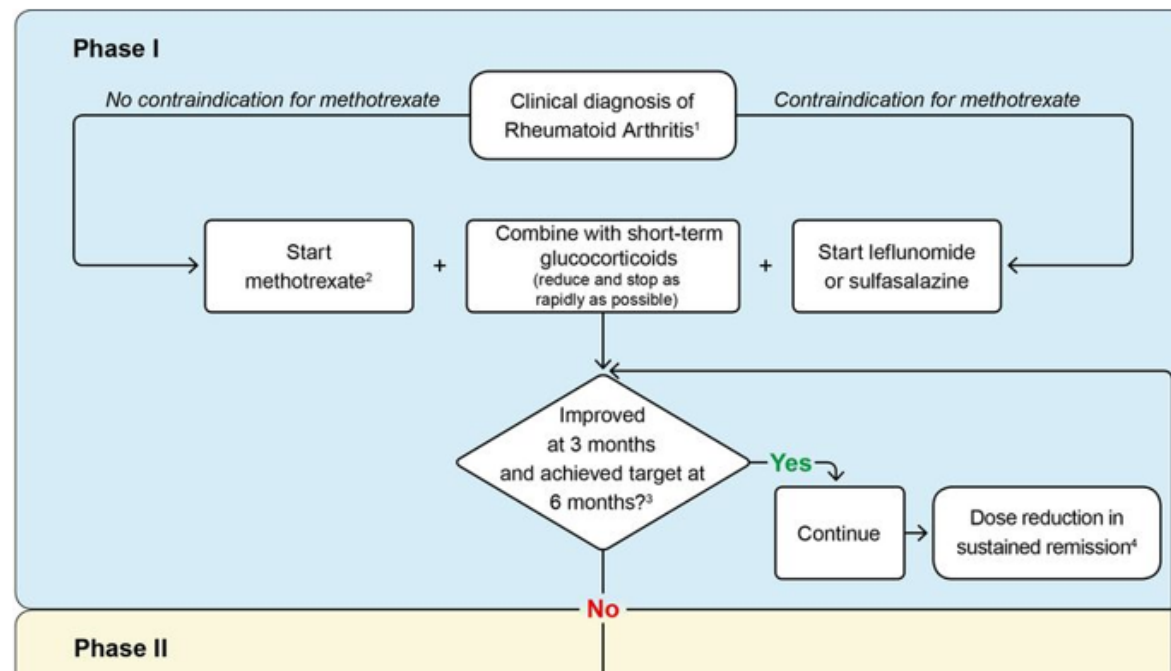 Phase I
No contraindication for methotrexate
Clinical diagnosis of
Rheumatoid Arthritis¹
Contraindication for methotrexate
Start
methotrexate²
+
Combine with short-term
glucocorticoids
(reduce and stop as
rapidly as possible)
+
Start leflunomide
or sulfasalazine
Improved
at 3 months
and achieved target at
6 months?³
Yes
Continue
Dose reduction in
sustained remission⁴
No
Phase II